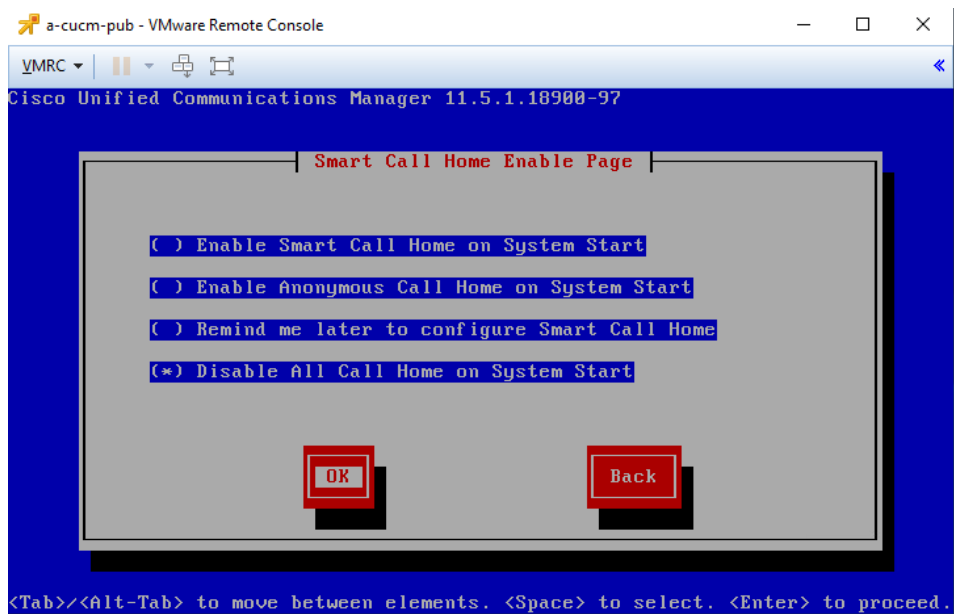 a-cucm-pub - VMware Remote Console
VMRC
Cisco Unified Communications Manager 11.5.1.18900-97
Smart Call Home Enable Page
( ) Enable Smart Call Home on System Start
( ) Enable Anonymous Call Home on System Start
( ) Remind me later to configure Smart Call Home
(*) Disable All Call Home on System Start
OK Back
<Tab>/<Alt-Tab> to move between elements. <Space> to select. <Enter> to proceed.